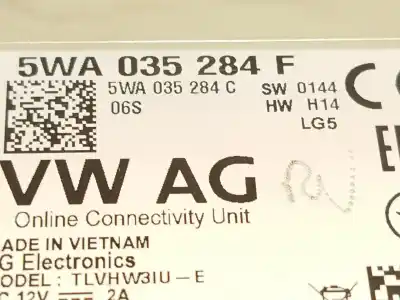 5WA 035 284 F
5WA 035 284 C SW 0144
06S HW H14
LG5
VW AG
Online Connectivity Unit
MADE IN VIETNAM
G Electronics
ODEL: TLVHW3IU-E
C 12V 2A